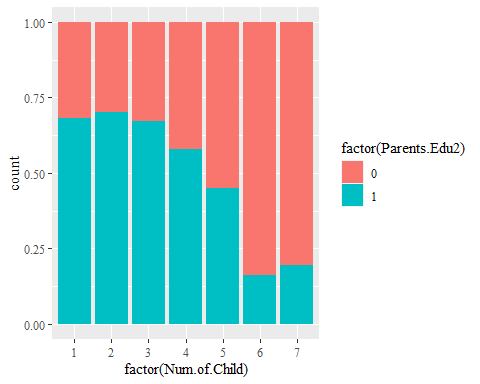 1.00
0.75
0.50
0.25
0.00
count
1 2 3 4 5 6 7
factor(Num.of.Child)
factor(Parents.Edu2)
0
1